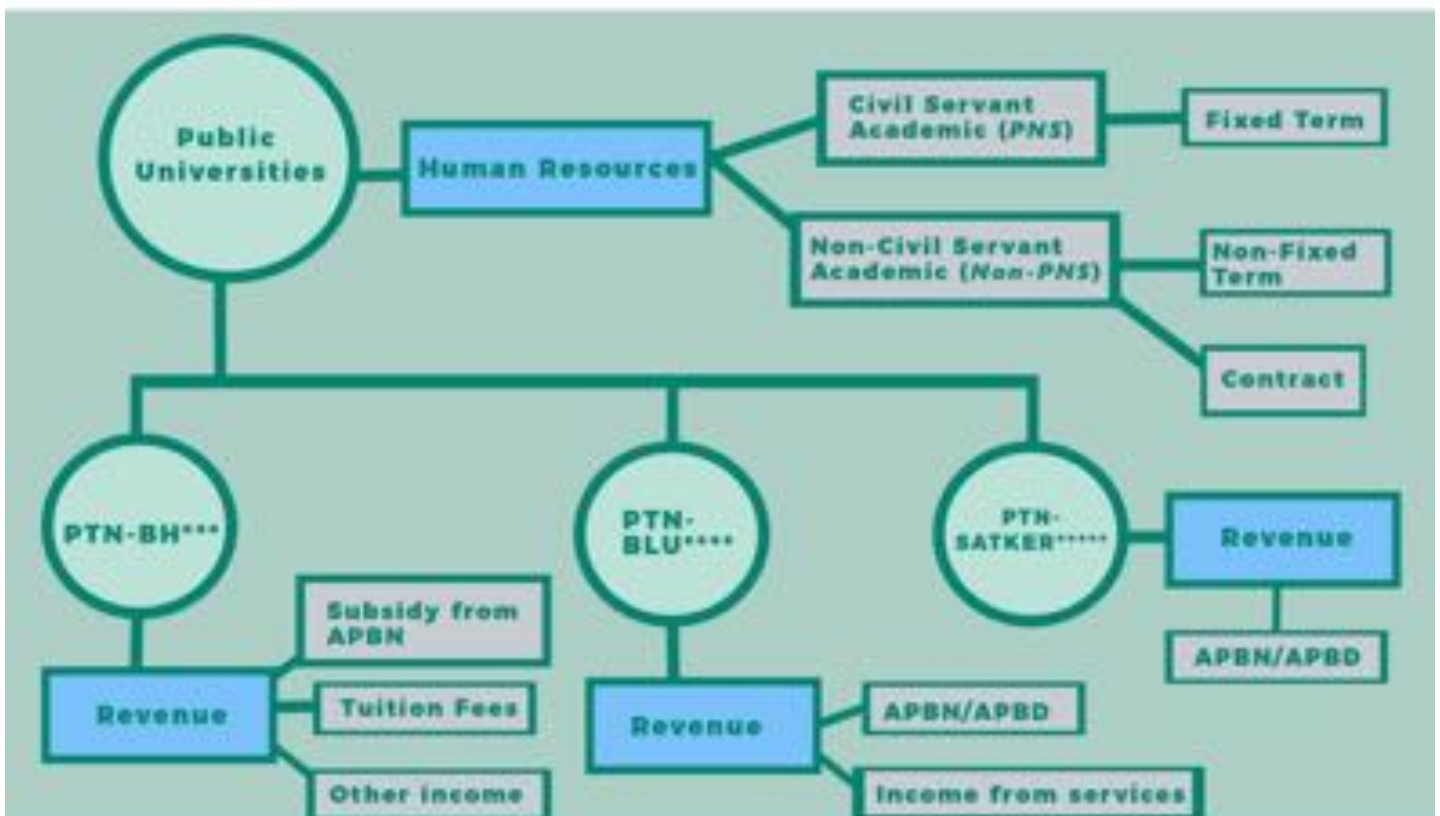 Public
Universities
Human Resources
Civil Servant
Academic (PNS)
Fixed Term
Non-Civil Servant
Academic (Non-PNS)
Non-Fixed
Term
Contract
PTN-BH***
PTN-
BLU****
PTN-
SATKER*****
Revenue
APBN/APBD
Subsidy from
APBN
Revenue
Tuition Fees
Other income
Revenue
APBN/APBD
Income from services